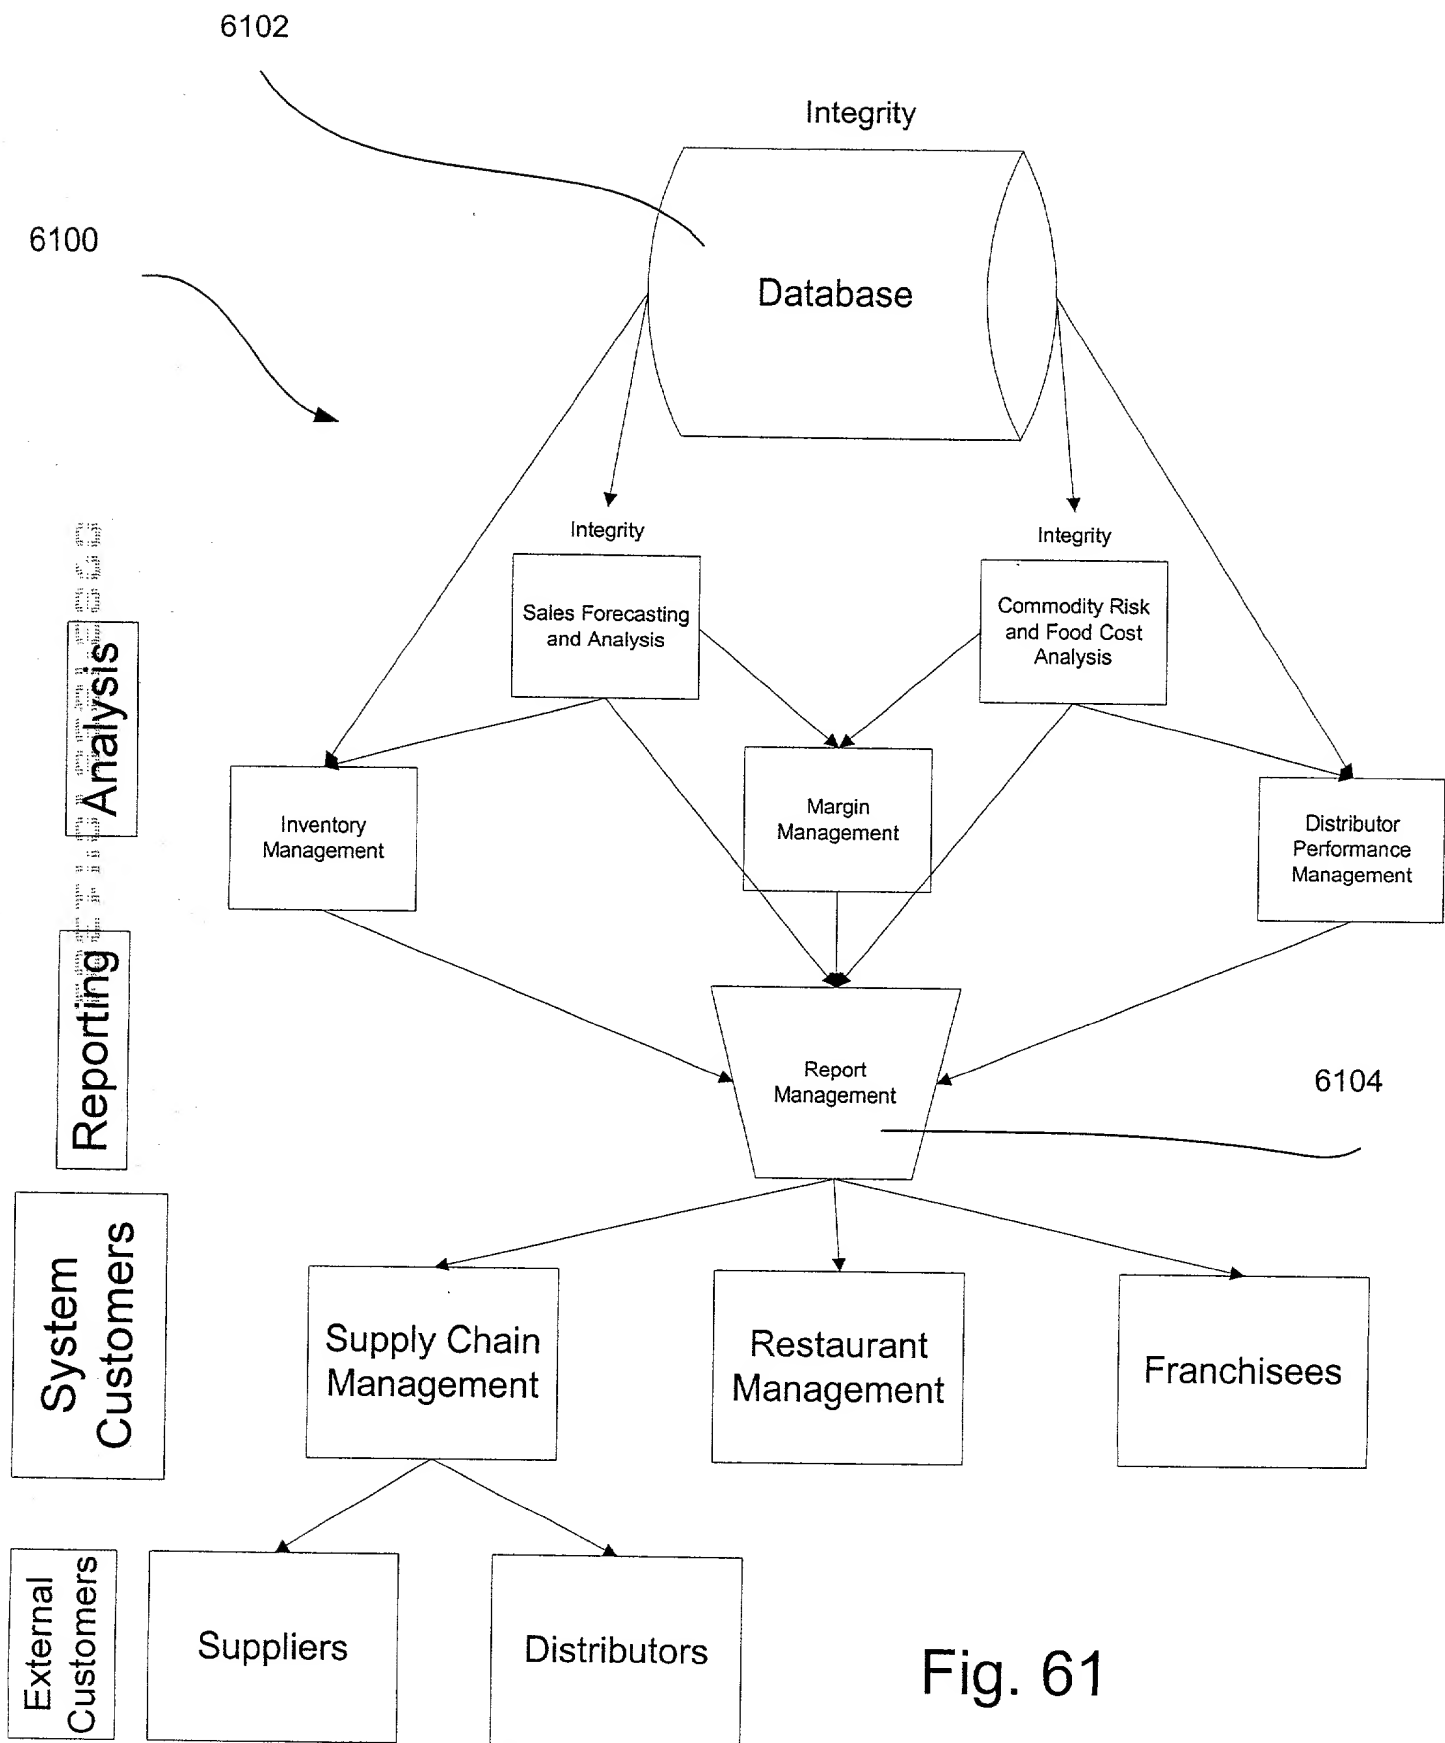 6102
Integrity
6100
Database
Integrity
Integrity
Sales Forecasting
and Analysis
Commodity Risk
and Food Cost
Analysis
Analysis
Inventory
Management
Margin
Management
Distributor
Performance
Management
Reporting
Report
Management
6104
System
Customers
Supply Chain
Management
Restaurant
Management
Franchisees
External
Customers
Suppliers
Distributors
Fig. 61